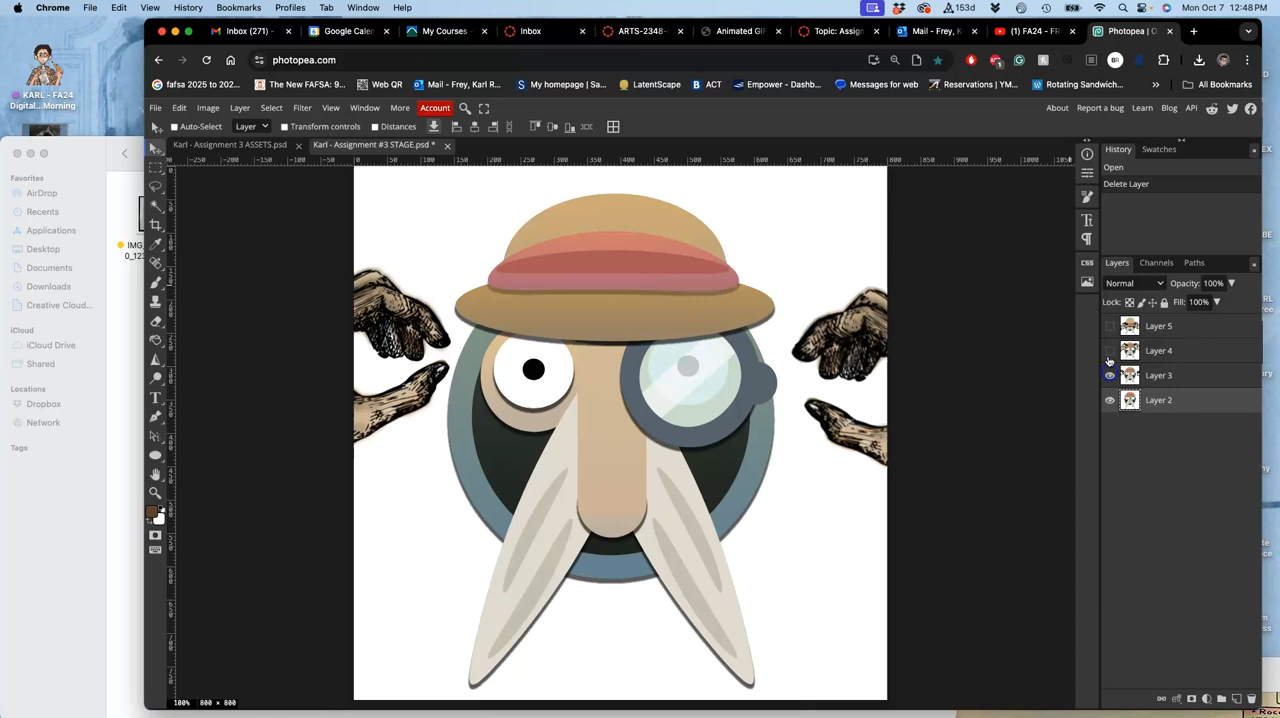 Chrome File Edit View History Bookmarks Profiles Tab Window Help 153d Mon Oct 7 12:48 PM
Inbox (271) - Google Calen My Courses - Inbox ARTS-2348- Animated GIF Topic: Assign Mail - Frey, K (1) FA24 - FR Photopea | O
photopea.com
fafsa 2025 to 202... The New FAFSA: 9... Web QR Mail - Frey, Karl R... My homepage | Sa... LatentScape ACT Empower - Dashbo... Messages for web Reservations | YM... Rotating Sandwich... All Bookmarks
File Edit Image Layer Select Filter View Window More Account About Report a bug Learn Blog API
Auto-Select Layer Transform controls Distances
Karl - Assignment 3 ASSETS.psd Karl - Assignment #3 STAGE.psd *
KARL - FA24
Digital...Morning
Favorites
AirDrop
Recents
Applications
Desktop
Documents
Downloads
Creative Cloud...
iCloud
iCloud Drive
Shared
Locations
Dropbox
Network
Tags
IMG_
0_123
History Swatches
Open
Delete Layer
CSS
Layers Channels Paths
Normal Opacity: 100%
Lock: Fill: 100%
Layer 5
Layer 4
Layer 3
Layer 2
100% 800 × 800